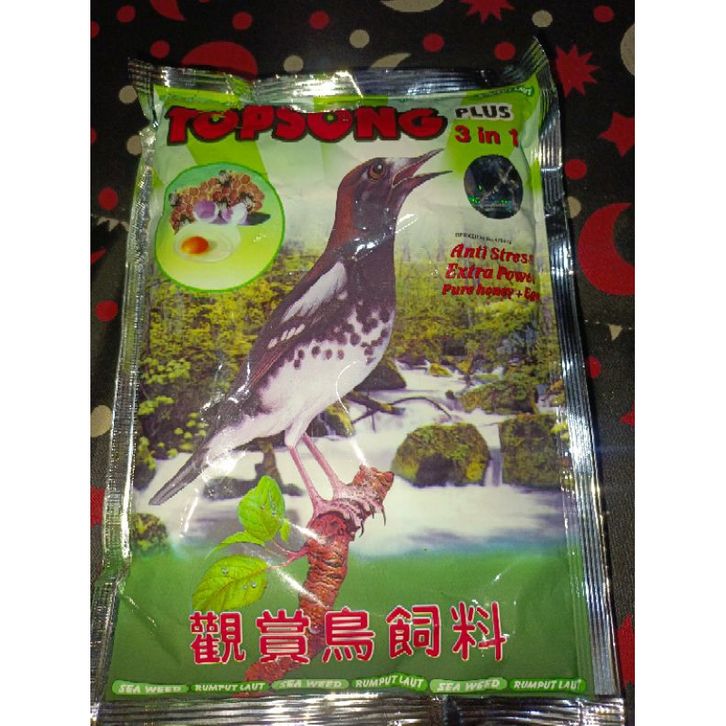 TOPSONG PLUS
3 in 1
Anti Stress
Extra Power
Pure honey + Egg
觀賞鳥飼料
SEA WEED RUMPUT LAUT SEA WEED RUMPUT LAUT SEA WEED RUMPUT LAUT